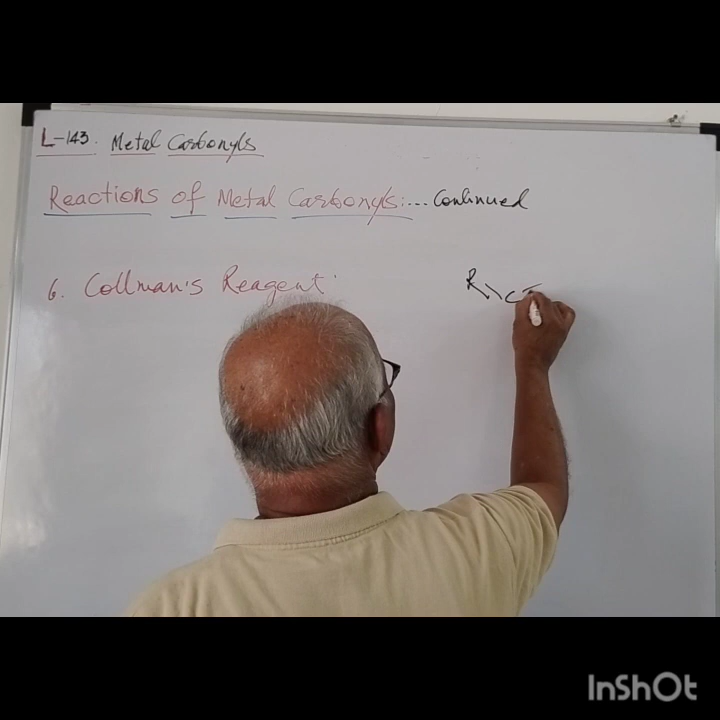 L-143. Metal Carbonyls
Reactions of Metal Carbonyls:... Continued
6. Collman's Reagent
R C
InShOt